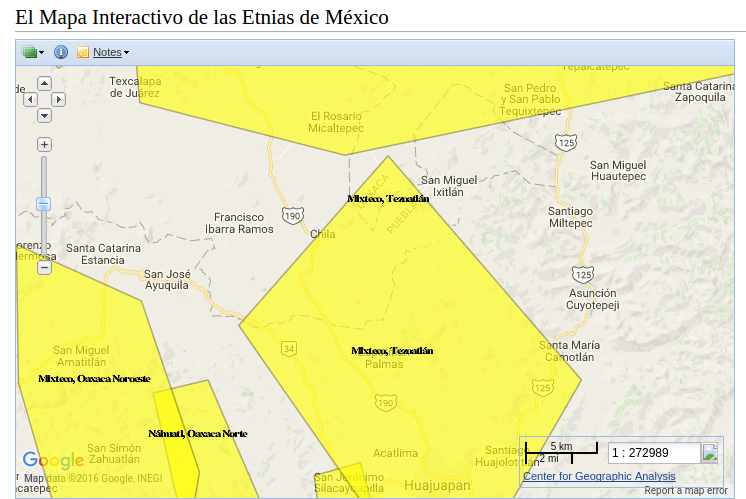 El Mapa Interactivo de las Etnias de México
Notes
Tepalcatepec
Texcalapa
de Juárez
San Pedro
y San Pablo
Tequixtepec
Santa Catarina
Zapoquila
El Rosario
Micaltepec
125
San Miguel
Huautepec
San Miguel
Ixitlán
OAXACA
PUEBLA
Mixteco, Tezoatlán
190
Francisco
Ibarra Ramos
Chila
Santiago
Miltepec
Santa Catarina
Estancia
San José
Ayuquila
125
Asunción
Cuyotepeji
Santa María
Camotlán
34
Mixteco, Tezoatlán
Palmas
San Miguel
Amatitlán
Mixteco, Oaxaca Noroeste
125
190
Náhuatl, Oaxaca Norte
San Simón
Zahuatlán
Acatlima
Santiago
Huajolotitlán
5 km
2 mi
1 : 272989
Google
Map data ©2016 Google, INEGI
San Jerónimo
Silacayoapilla
Huajuapan
Center for Geographic Analysis
Report a map error